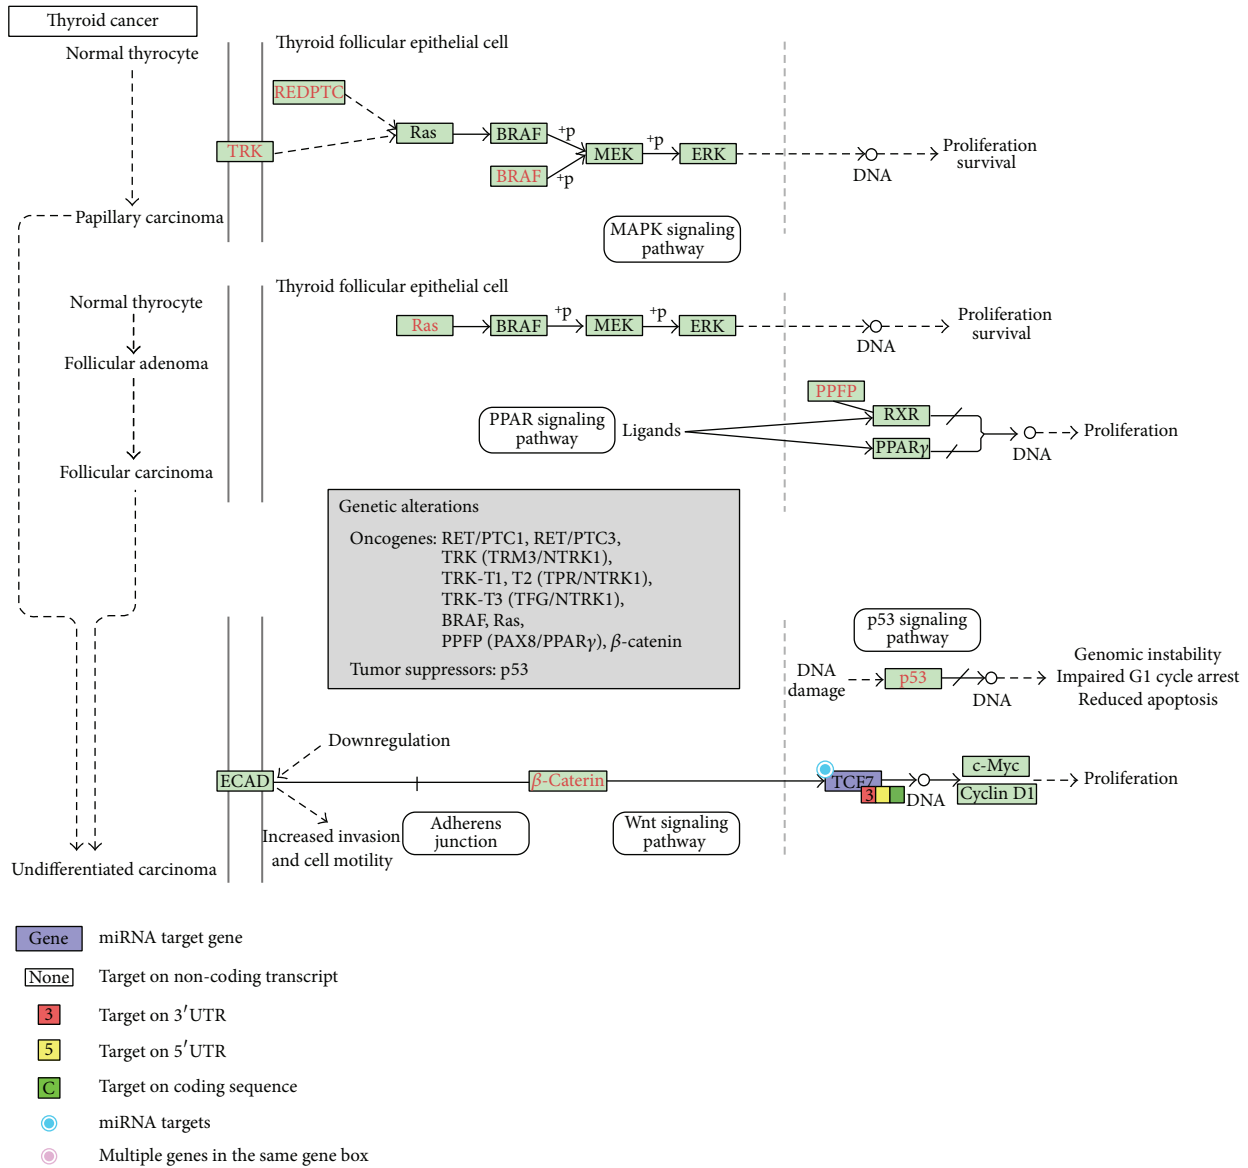 Thyroid cancer
Normal thyrocyte
Thyroid follicular epithelial cell
REDPTC
TRK
Ras
BRAF
+p
BRAF
+p
MEK
+p
ERK
DNA
Proliferation
survival
Papillary carcinoma
MAPK signaling
pathway
Normal thyrocyte
Thyroid follicular epithelial cell
Ras
BRAF
+p
MEK
+p
ERK
DNA
Proliferation
survival
Follicular adenoma
PPFP
PPAR signaling
pathway
Ligands
RXR
PPARγ
DNA
Proliferation
Follicular carcinoma
Genetic alterations
Oncogenes: RET/PTC1, RET/PTC3,
TRK (TRM3/NTRK1),
TRK-T1, T2 (TPR/NTRK1),
TRK-T3 (TFG/NTRK1),
BRAF, Ras,
PPFP (PAX8/PPARγ), β-catenin
Tumor suppressors: p53
p53 signaling
pathway
DNA
damage
p53
DNA
Genomic instability
Impaired G1 cycle arrest
Reduced apoptosis
Downregulation
ECAD
β-Caterin
TCF7
3
DNA
c-Myc
Cyclin D1
Proliferation
Increased invasion
and cell motility
Adherens
junction
Wnt signaling
pathway
Undifferentiated carcinoma
Gene miRNA target gene
None Target on non-coding transcript
3 Target on 3′UTR
5 Target on 5′UTR
C Target on coding sequence
miRNA targets
Multiple genes in the same gene box